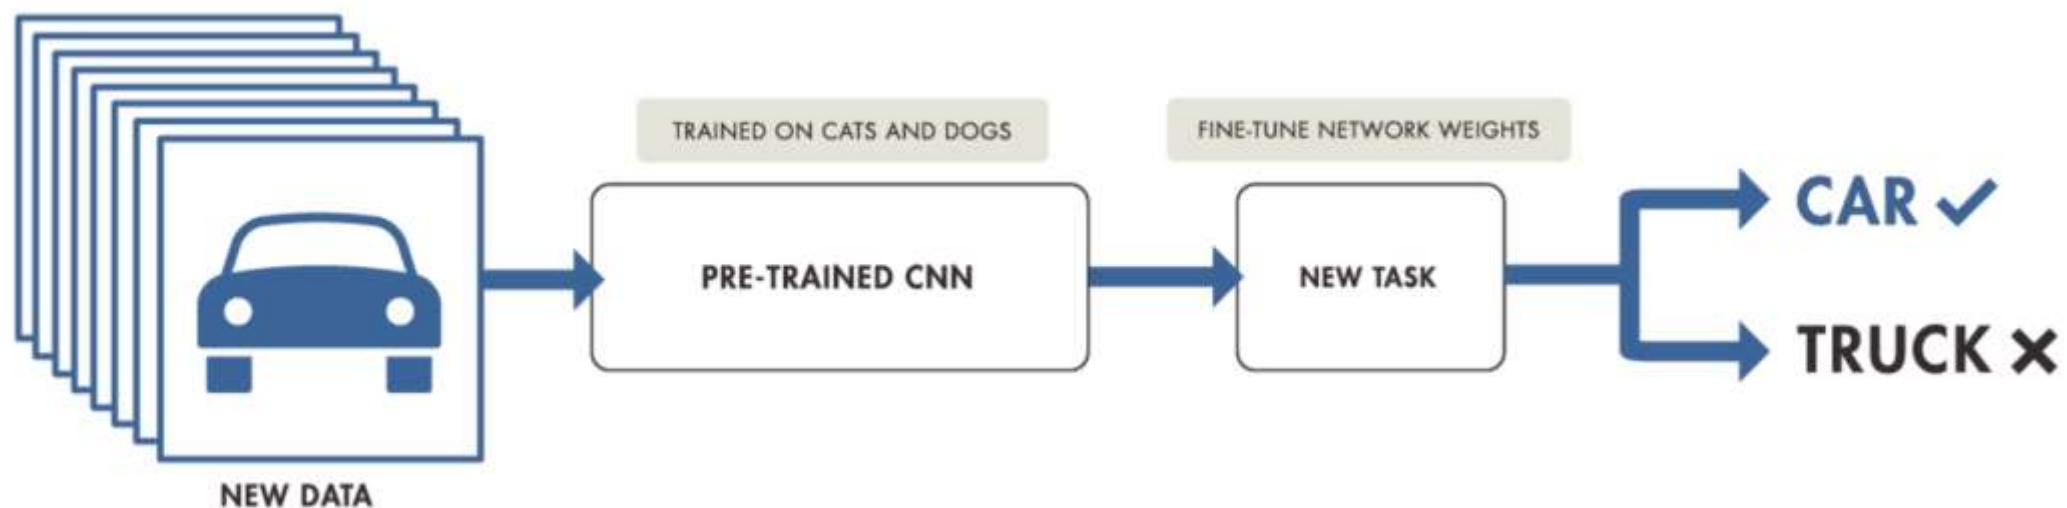 TRAINED ON CATS AND DOGS
FINE-TUNE NETWORK WEIGHTS
PRE-TRAINED CNN
NEW TASK
CAR
TRUCK
NEW DATA